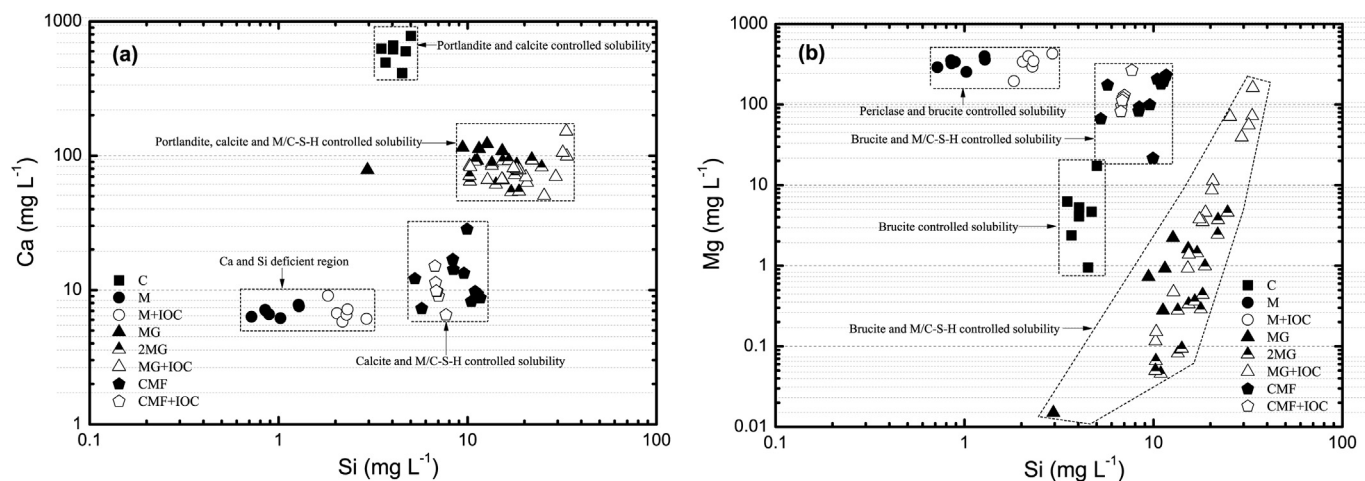 (a)
Ca (mg L⁻¹)
1000
100
10
1
Portlandite and calcite controlled solubility
Portlandite, calcite and M/C-S-H controlled solubility
Ca and Si deficient region
Calcite and M/C-S-H controlled solubility
C
M
M+IOC
MG
2MG
MG+IOC
CMF
CMF+IOC
0.1 1 10 100
Si (mg L⁻¹)
(b)
Mg (mg L⁻¹)
1000
100
10
1
0.1
0.01
Periclase and brucite controlled solubility
Brucite and M/C-S-H controlled solubility
Brucite controlled solubility
Brucite and M/C-S-H controlled solubility
C
M
M+IOC
MG
2MG
MG+IOC
CMF
CMF+IOC
0.1 1 10 100
Si (mg L⁻¹)